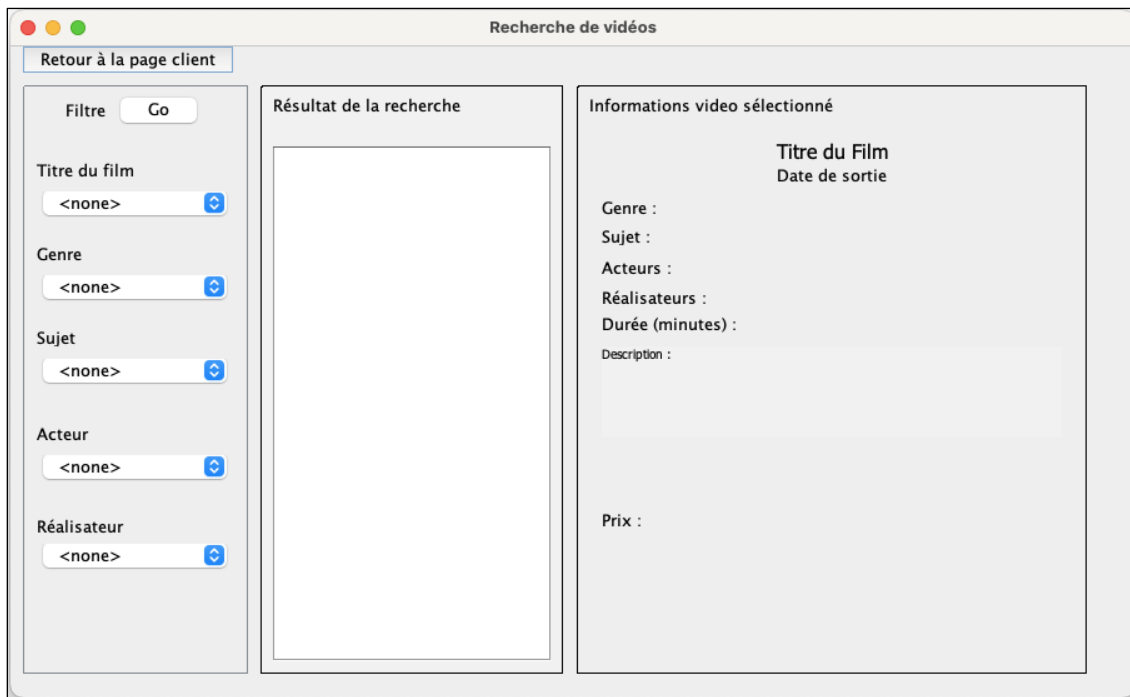 Recherche de vidéos
Retour à la page client
Filtre Go
Titre du film
<none>
Genre
<none>
Sujet
<none>
Acteur
<none>
Réalisateur
<none>
Résultat de la recherche
Informations video sélectionné
Titre du Film
Date de sortie
Genre :
Sujet :
Acteurs :
Réalisateurs :
Durée (minutes) :
Description :
Prix :